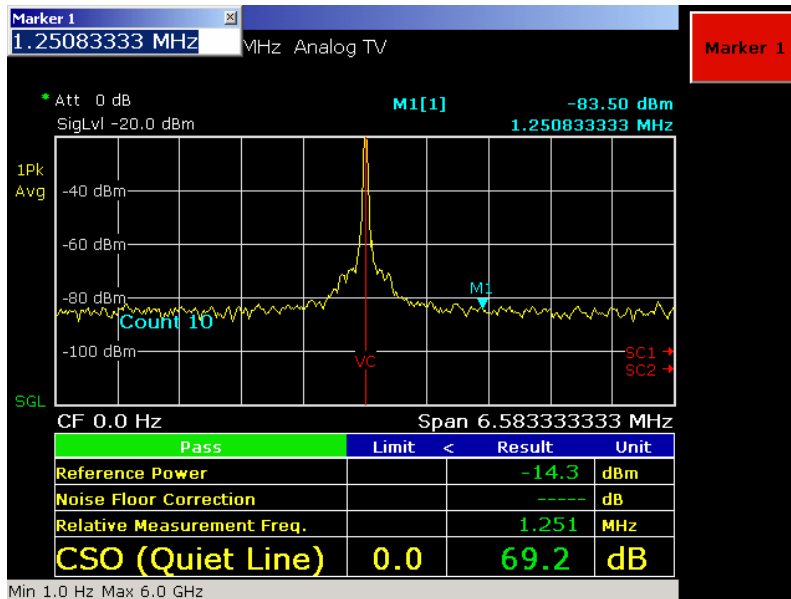 Marker 1
1.25083333 MHz
MHz Analog TV
Marker 1
* Att 0 dB
M1[1] -83.50 dBm
SigLvl -20.0 dBm
1.250833333 MHz
1Pk
Avg
-40 dBm
-60 dBm
-80 dBm
M1
Count 10
-100 dBm
VC
SC1
SC2
SGL
CF 0.0 Hz Span 6.583333333 MHz
Pass Limit < Result Unit
Reference Power -14.3 dBm
Noise Floor Correction ----- dB
Relative Measurement Freq. 1.251 MHz
CSO (Quiet Line) 0.0 69.2 dB
Min 1.0 Hz Max 6.0 GHz